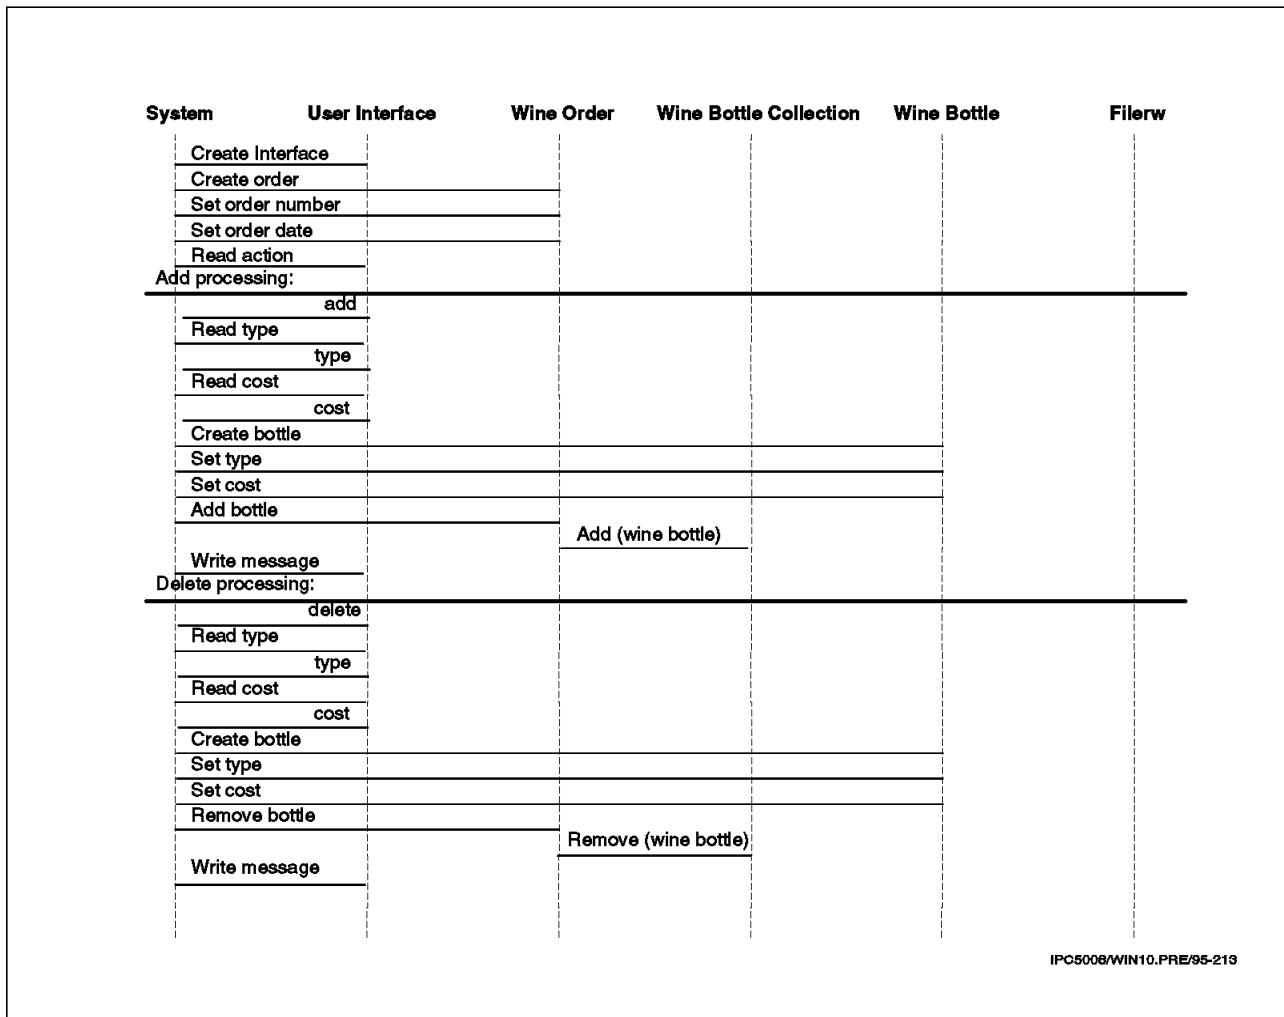 System User Interface Wine Order Wine Bottle Collection Wine Bottle Filerw
Create Interface
Create order
Set order number
Set order date
Read action
Add processing:
add
Read type
type
Read cost
cost
Create bottle
Set type
Set cost
Add bottle
Add (wine bottle)
Write message
Delete processing:
delete
Read type
type
Read cost
cost
Create bottle
Set type
Set cost
Remove bottle
Remove (wine bottle)
Write message
IPC5008/WIN10.PRE/95-213